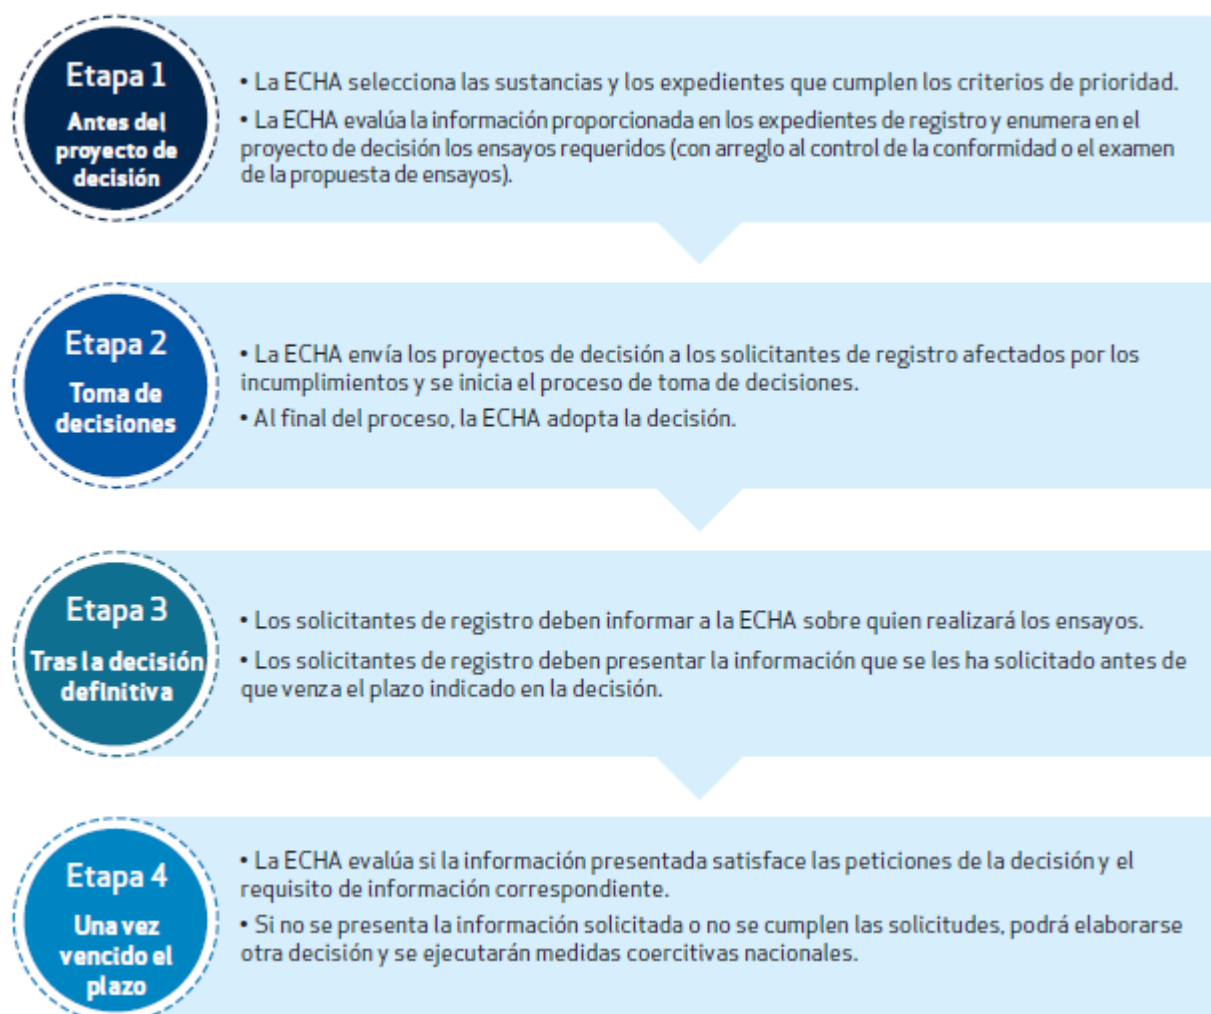 Etapa 1
Antes del
proyecto de
decisión
• La ECHA selecciona las sustancias y los expedientes que cumplen los criterios de prioridad.
• La ECHA evalúa la información proporcionada en los expedientes de registro y enumera en el
proyecto de decisión los ensayos requeridos (con arreglo al control de la conformidad o el examen
de la propuesta de ensayos).
Etapa 2
Toma de
decisiones
• La ECHA envía los proyectos de decisión a los solicitantes de registro afectados por los
incumplimientos y se inicia el proceso de toma de decisiones.
• Al final del proceso, la ECHA adopta la decisión.
Etapa 3
Tras la decisión
definitiva
• Los solicitantes de registro deben informar a la ECHA sobre quien realizará los ensayos.
• Los solicitantes de registro deben presentar la información que se les ha solicitado antes de
que venza el plazo indicado en la decisión.
Etapa 4
Una vez
vencido el
plazo
• La ECHA evalúa si la información presentada satisface las peticiones de la decisión y el
requisito de información correspondiente.
• Si no se presenta la información solicitada o no se cumplen las solicitudes, podrá elaborarse
otra decisión y se ejecutarán medidas coercitivas nacionales.